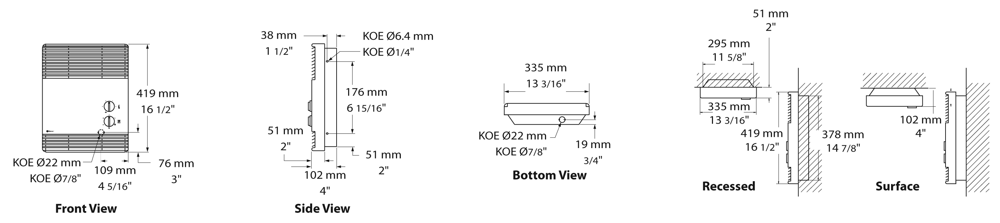 419 mm
16 1/2"
KOE Ø22 mm
KOE Ø7/8"
109 mm
4 5/16"
76 mm
3"
Front View
38 mm
1 1/2"
KOE Ø6.4 mm
KOE Ø1/4"
176 mm
6 15/16"
51 mm
2"
51 mm
2"
102 mm
4"
Side View
335 mm
13 3/16"
KOE Ø22 mm
KOE Ø7/8"
19 mm
3/4"
Bottom View
51 mm
2"
295 mm
11 5/8"
335 mm
13 3/16"
419 mm
16 1/2"
378 mm
14 7/8"
Recessed
102 mm
4"
Surface